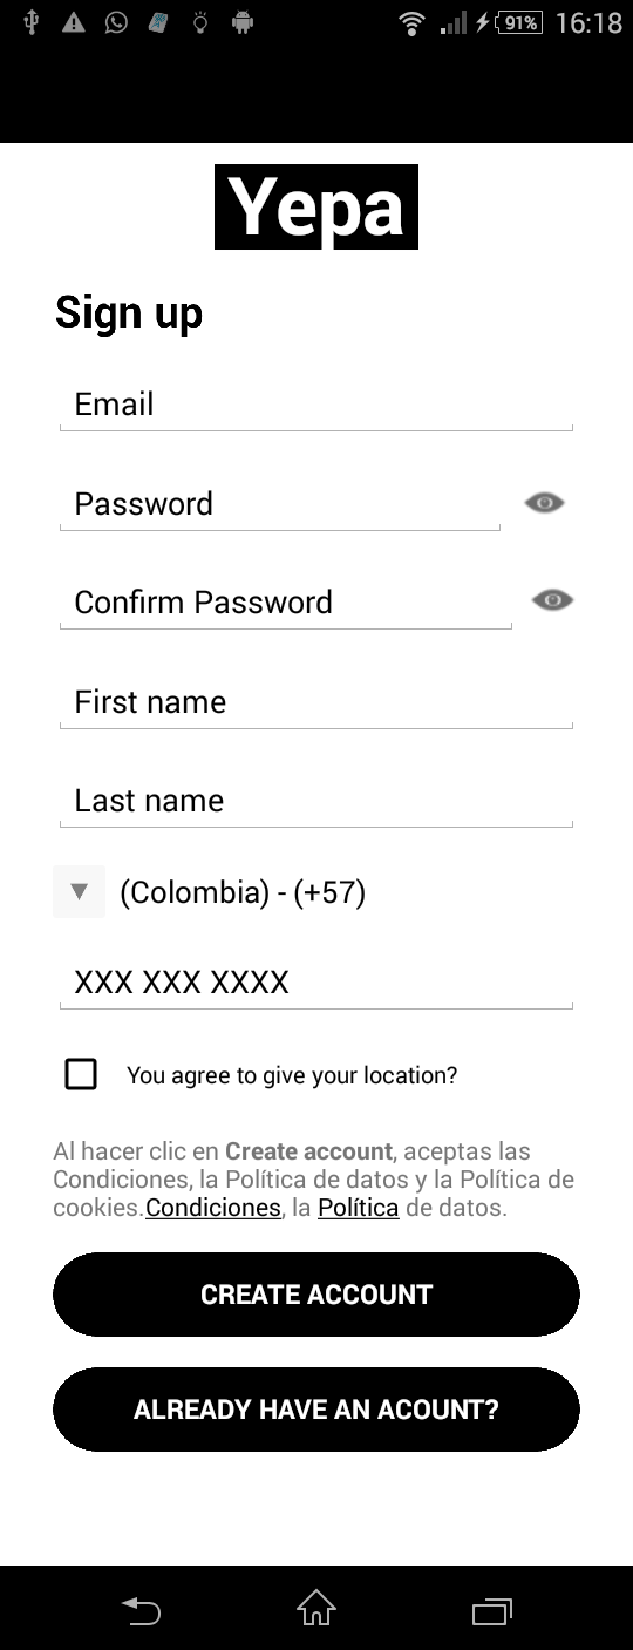 91% 16:18
Yepa
Sign up
Email
Password
Confirm Password
First name
Last name
(Colombia) - (+57)
XXX XXX XXXX
You agree to give your location?
Al hacer clic en Create account, aceptas las
Condiciones, la Política de datos y la Política de
cookies.Condiciones, la Política de datos.
CREATE ACCOUNT
ALREADY HAVE AN ACOUNT?